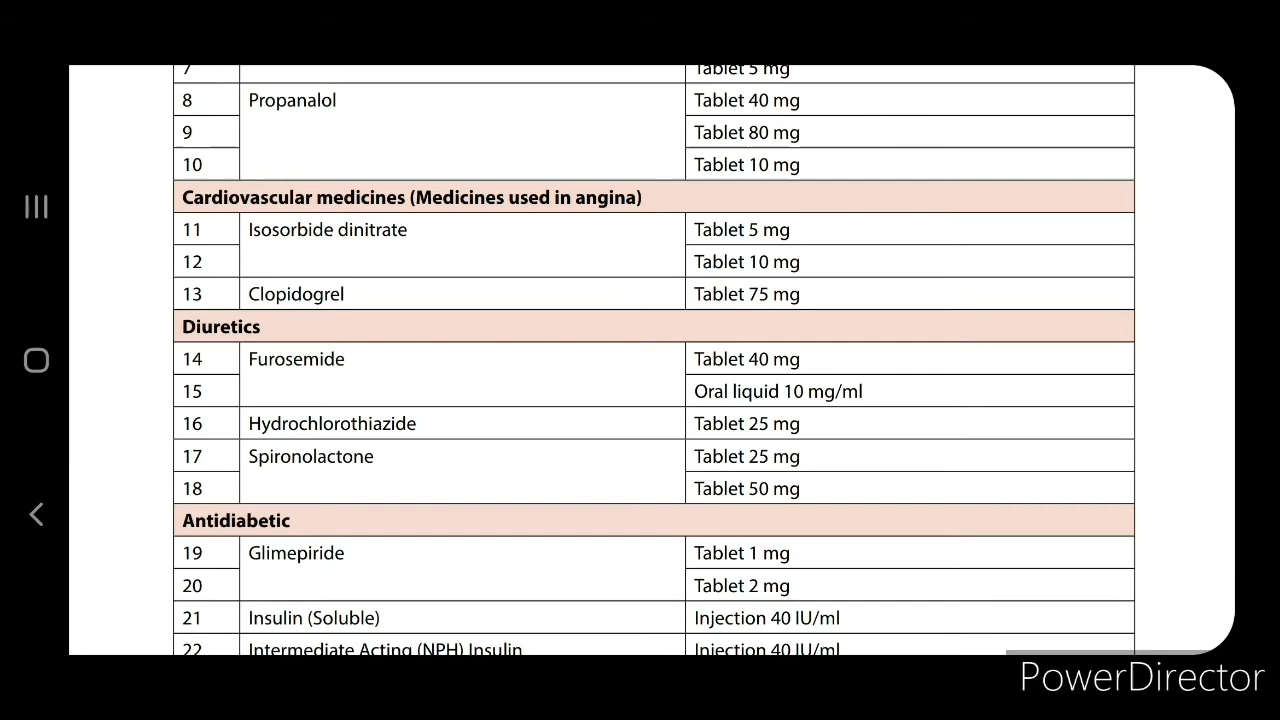 7 Tablet 5 mg
8 Propanalol Tablet 40 mg
9 Tablet 80 mg
10 Tablet 10 mg
Cardiovascular medicines (Medicines used in angina)
11 Isosorbide dinitrate Tablet 5 mg
12 Tablet 10 mg
13 Clopidogrel Tablet 75 mg
Diuretics
14 Furosemide Tablet 40 mg
15 Oral liquid 10 mg/ml
16 Hydrochlorothiazide Tablet 25 mg
17 Spironolactone Tablet 25 mg
18 Tablet 50 mg
Antidiabetic
19 Glimepiride Tablet 1 mg
20 Tablet 2 mg
21 Insulin (Soluble) Injection 40 IU/ml
22 Intermediate Acting (NPH) Insulin Injection 40 IU/ml
PowerDirector